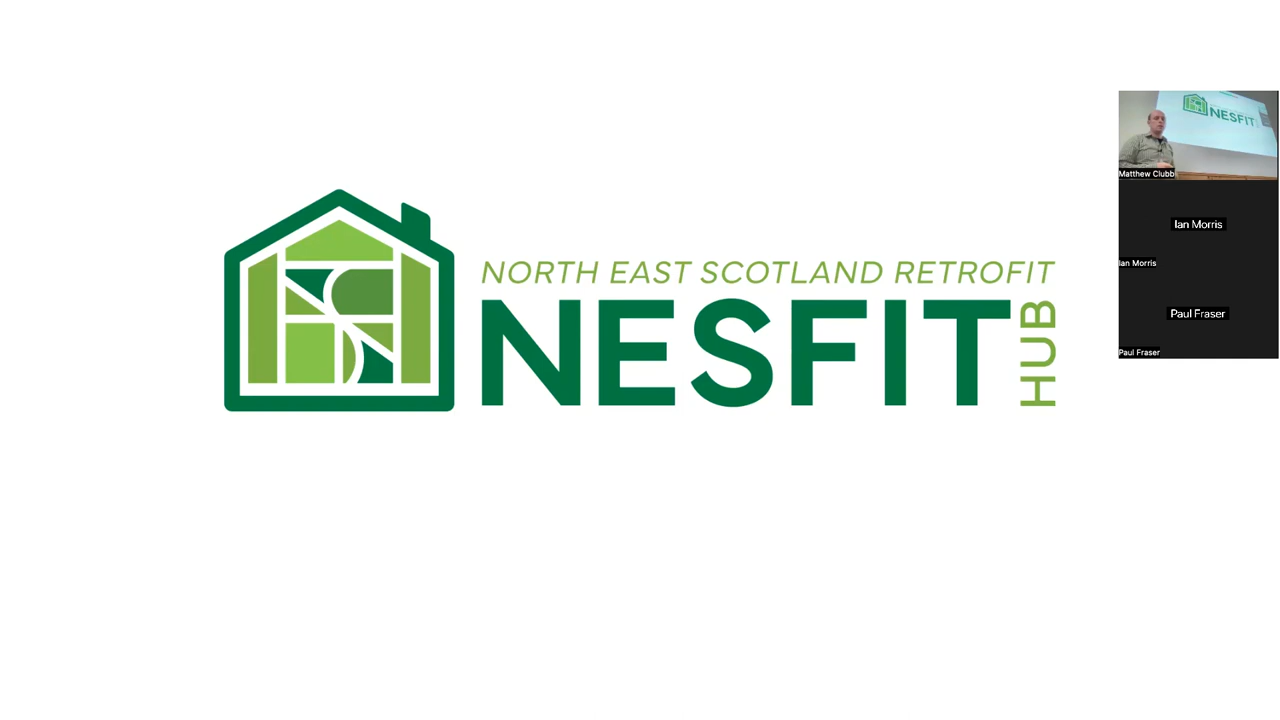 NORTH EAST SCOTLAND RETROFIT
NESFIT
HUB
NESFIT
Matthew Clubb
Ian Morris
Ian Morris
Paul Fraser
Paul Fraser